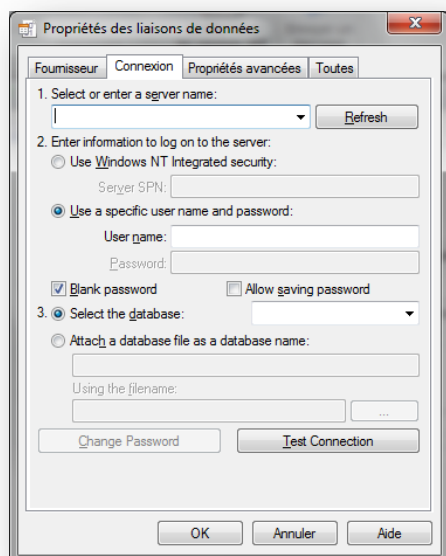 Propriétés des liaisons de données
Fournisseur Connexion Propriétés avancées Toutes
1. Select or enter a server name:
Refresh
2. Enter information to log on to the server:
Use Windows NT Integrated security:
Server SPN:
Use a specific user name and password:
User name:
Password:
Blank password Allow saving password
3. Select the database:
Attach a database file as a database name:
Using the filename:
...
Change Password Test Connection
OK Annuler Aide